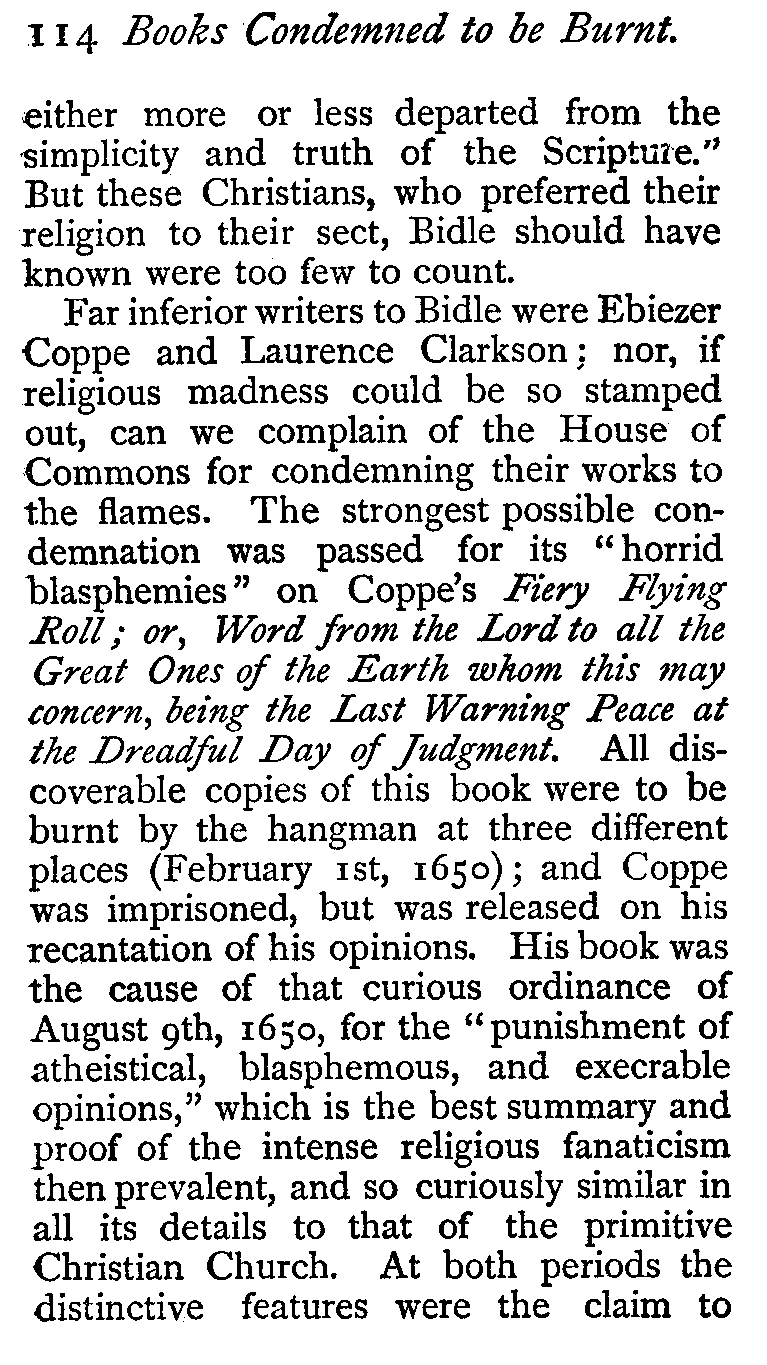 114 Books Condemned to be Burnt.
either more or less departed from the
simplicity and truth of the Scripture."
But these Christians, who preferred their
religion to their sect, Bidle should have
known were too few to count.
Far inferior writers to Bidle were Ebiezer
Coppe and Laurence Clarkson; nor, if
religious madness could be so stamped
out, can we complain of the House of
Commons for condemning their works to
the flames. The strongest possible con-
demnation was passed for its "horrid
blasphemies" on Coppe's Fiery Flying
Roll; or, Word from the Lord to all the
Great Ones of the Earth whom this may
concern, being the Last Warning Peace at
the Dreadful Day of Judgment. All dis-
coverable copies of this book were to be
burnt by the hangman at three different
places (February 1st, 1650); and Coppe
was imprisoned, but was released on his
recantation of his opinions. His book was
the cause of that curious ordinance of
August 9th, 1650, for the "punishment of
atheistical, blasphemous, and execrable
opinions," which is the best summary and
proof of the intense religious fanaticism
then prevalent, and so curiously similar in
all its details to that of the primitive
Christian Church. At both periods the
distinctive features were the claim to